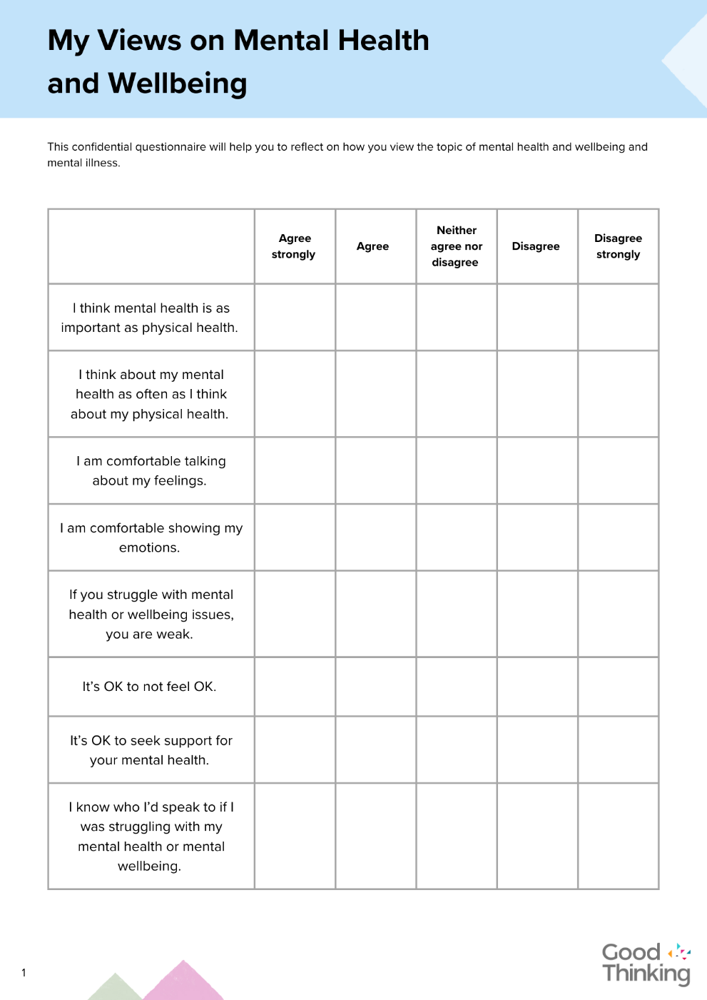 My Views on Mental Health
and Wellbeing
This confidential questionnaire will help you to reflect on how you view the topic of mental health and wellbeing and
mental illness.
Agree
strongly
Agree
Neither
agree nor
disagree
Disagree
Disagree
strongly
I think mental health is as
important as physical health.
I think about my mental
health as often as I think
about my physical health.
I am comfortable talking
about my feelings.
I am comfortable showing my
emotions.
If you struggle with mental
health or wellbeing issues,
you are weak.
It’s OK to not feel OK.
It’s OK to seek support for
your mental health.
I know who I’d speak to if I
was struggling with my
mental health or mental
wellbeing.
1
Good
Thinking